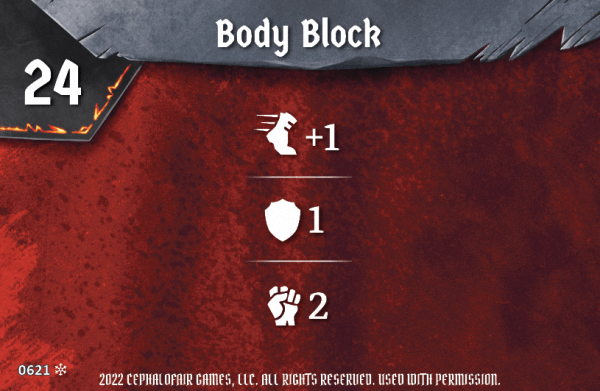 Body Block
24
+1
1
2
0621
2022 CEPHALOFAIR GAMES, LLC. ALL RIGHTS RESERVED. USED WITH PERMISSION.